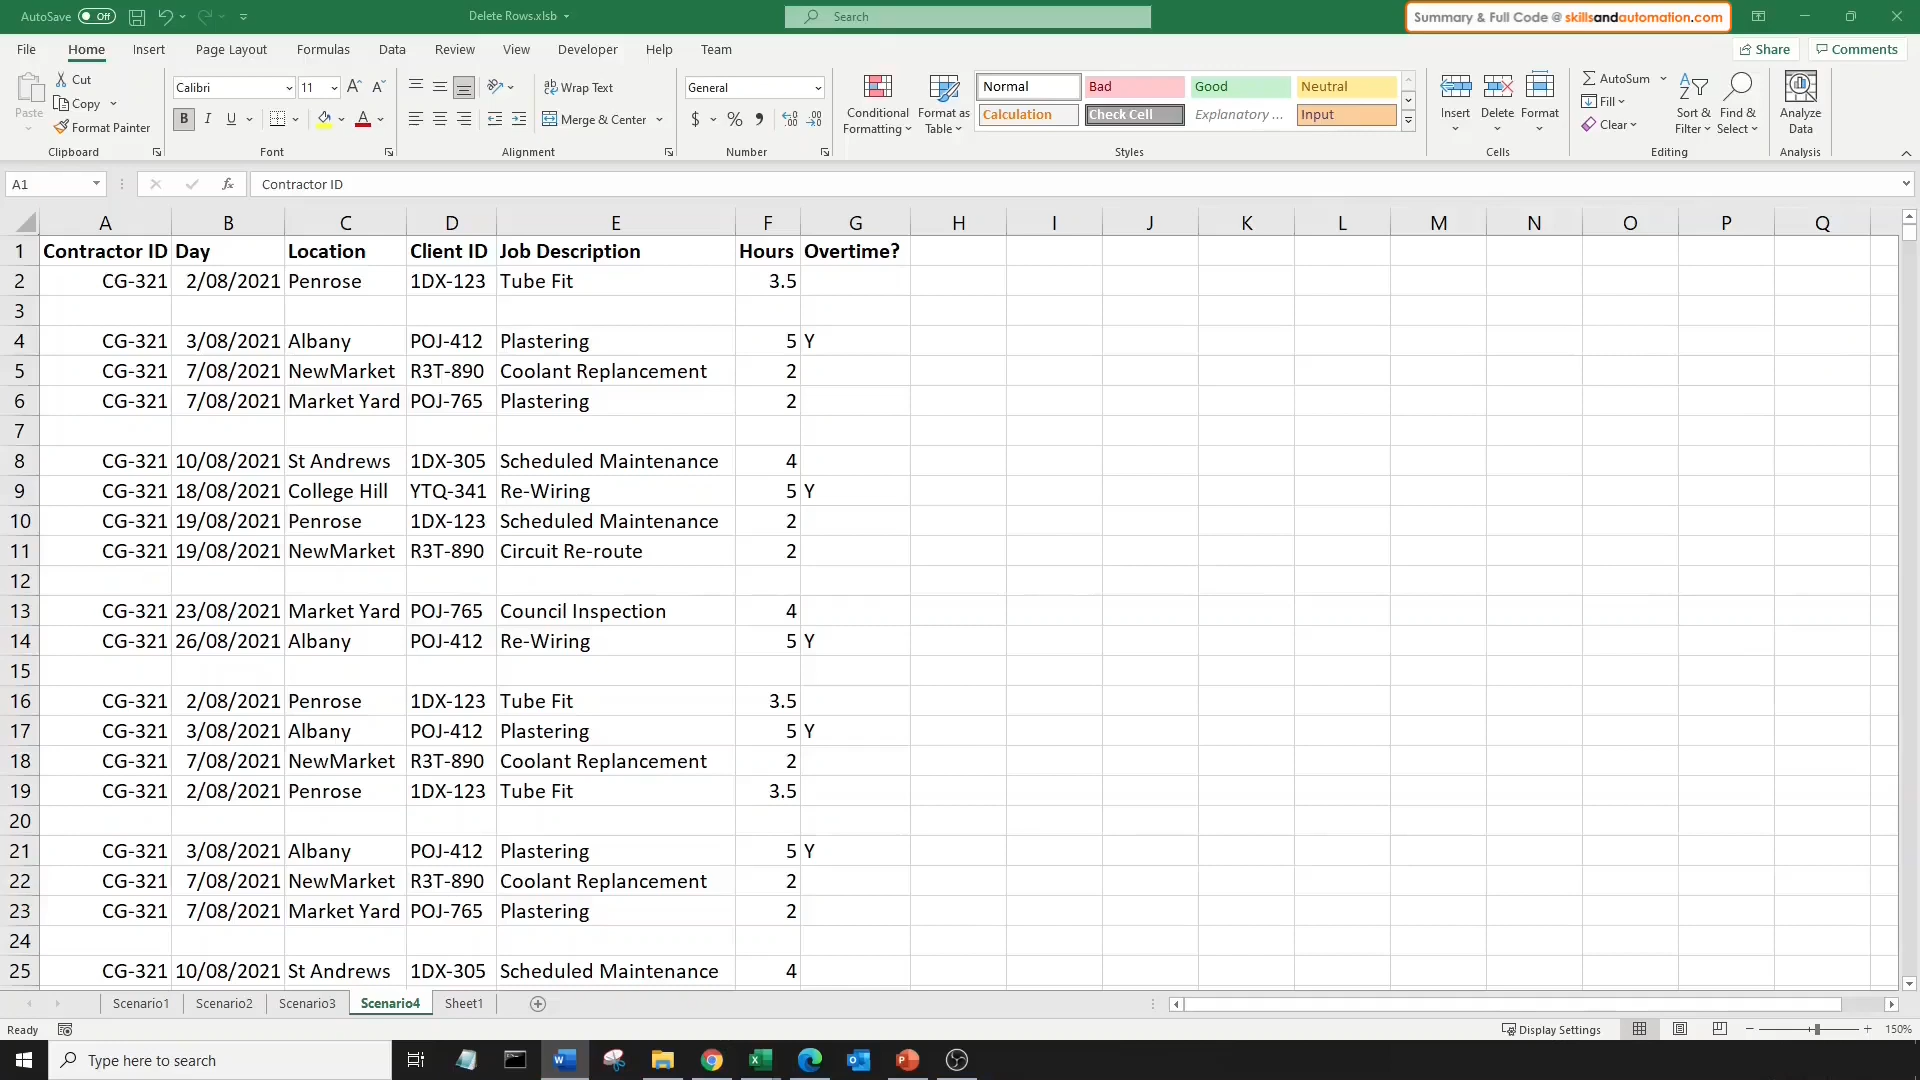 AutoSave Off Delete Rows.xlsb Search Summary & Full Code @ skillsandautomation.com
File Home Insert Page Layout Formulas Data Review View Developer Help Team Share Comments
Paste Cut Copy Format Painter Clipboard
Calibri 11 B I U Font
Wrap Text Merge & Center Alignment
General $ % Number
Conditional Formatting Format as Table
Normal Bad Good Neutral
Calculation Check Cell Explanatory ... Input
Styles
Insert Delete Format Cells
AutoSum Fill Clear Sort & Filter Find & Select Editing
Analyze Data Analysis
A1 fx Contractor ID
A B C D E F G H I J K L M N O P Q
1 Contractor ID Day Location Client ID Job Description Hours Overtime?
2 CG-321 2/08/2021 Penrose 1DX-123 Tube Fit 3.5
3
4 CG-321 3/08/2021 Albany POJ-412 Plastering 5 Y
5 CG-321 7/08/2021 NewMarket R3T-890 Coolant Replancement 2
6 CG-321 7/08/2021 Market Yard POJ-765 Plastering 2
7
8 CG-321 10/08/2021 St Andrews 1DX-305 Scheduled Maintenance 4
9 CG-321 18/08/2021 College Hill YTQ-341 Re-Wiring 5 Y
10 CG-321 19/08/2021 Penrose 1DX-123 Scheduled Maintenance 2
11 CG-321 19/08/2021 NewMarket R3T-890 Circuit Re-route 2
12
13 CG-321 23/08/2021 Market Yard POJ-765 Council Inspection 4
14 CG-321 26/08/2021 Albany POJ-412 Re-Wiring 5 Y
15
16 CG-321 2/08/2021 Penrose 1DX-123 Tube Fit 3.5
17 CG-321 3/08/2021 Albany POJ-412 Plastering 5 Y
18 CG-321 7/08/2021 NewMarket R3T-890 Coolant Replancement 2
19 CG-321 2/08/2021 Penrose 1DX-123 Tube Fit 3.5
20
21 CG-321 3/08/2021 Albany POJ-412 Plastering 5 Y
22 CG-321 7/08/2021 NewMarket R3T-890 Coolant Replancement 2
23 CG-321 7/08/2021 Market Yard POJ-765 Plastering 2
24
25 CG-321 10/08/2021 St Andrews 1DX-305 Scheduled Maintenance 4
Scenario1 Scenario2 Scenario3 Scenario4 Sheet1
Ready Display Settings 150%
Type here to search